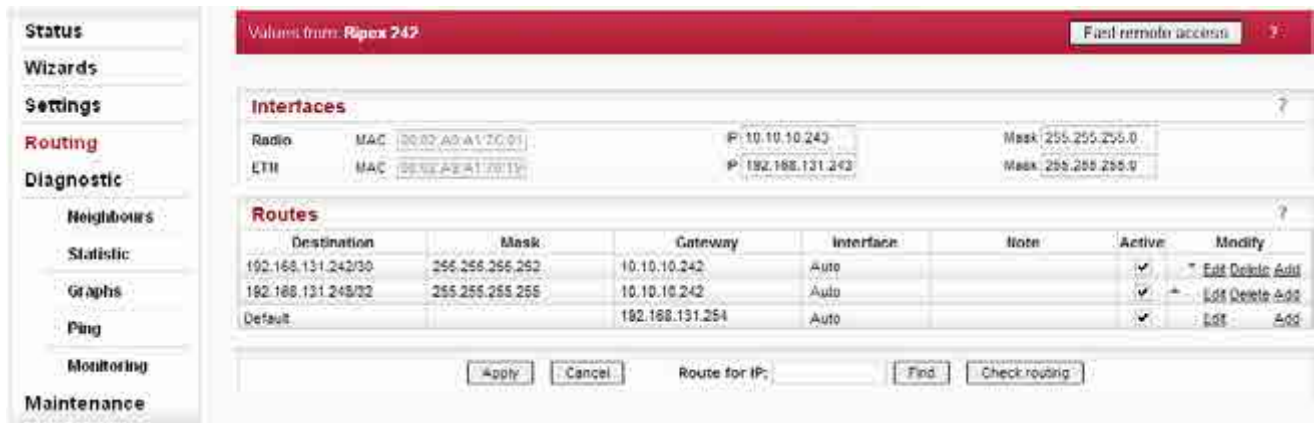 Status
Wizards
Settings
Routing
Diagnostic
Neighbours
Statistic
Graphs
Ping
Monitoring
Maintenance
Values from: Ripex 242 Fast remote access ?
Interfaces ?
Radio MAC IP 10.10.10.243 Mask 255.255.255.0
ETH MAC IP 192.168.131.243 Mask 255.255.255.0
Routes ?
Destination Mask Gateway Interface Note Active Modify
192.168.131.242/30 255.255.255.252 10.10.10.242 Auto Edit Delete Add
192.168.131.248/32 255.255.255.255 10.10.10.242 Auto Edit Delete Add
Default 192.168.131.254 Auto Edit Add
Apply Cancel Route for IP: Find Check routing